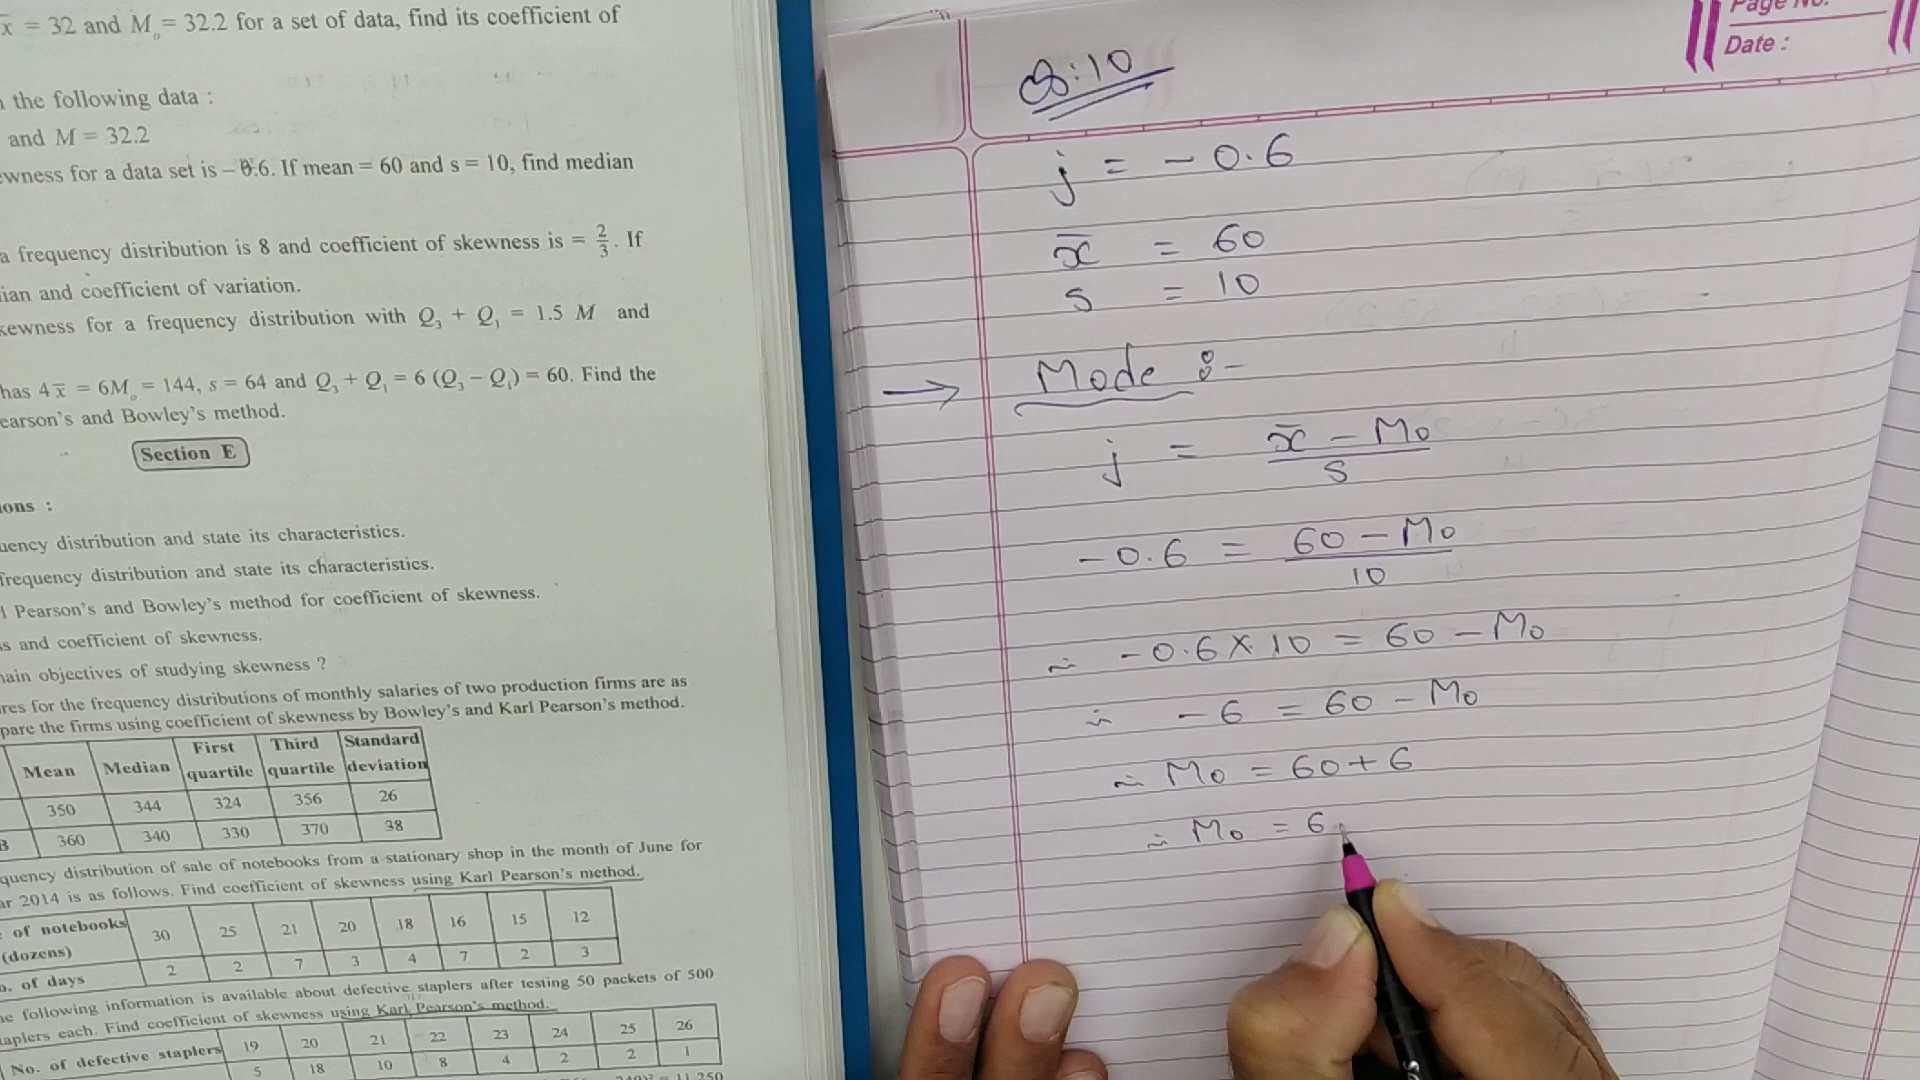 x̄ = 32 and Mₒ = 32.2 for a set of data, find its coefficient of
the following data :
and M = 32.2
wness for a data set is – 0.6. If mean = 60 and s = 10, find median
a frequency distribution is 8 and coefficient of skewness is = 2/3. If
ian and coefficient of variation.
kewness for a frequency distribution with Q₃ + Q₁ = 1.5 M and
has 4x̄ = 6Mₒ = 144, s = 64 and Q₃ + Q₁ = 6 (Q₃ – Q₁) = 60. Find the
earson's and Bowley's method.
Section E
ons :
uency distribution and state its characteristics.
frequency distribution and state its characteristics.
l Pearson's and Bowley's method for coefficient of skewness.
ss and coefficient of skewness.
nain objectives of studying skewness ?
res for the frequency distributions of monthly salaries of two production firms are as
pare the firms using coefficient of skewness by Bowley's and Karl Pearson's method.
Mean Median First quartile Third quartile Standard deviation
350 344 324 356 26
B 360 340 330 370 38
quency distribution of sale of notebooks from a stationary shop in the month of June for
ar 2014 is as follows. Find coefficient of skewness using Karl Pearson's method.
of notebooks (dozens) 30 25 21 20 18 16 15 12
o. of days 2 2 7 3 4 7 2 3
he following information is available about defective staplers after testing 50 packets of 500
taplers each. Find coefficient of skewness using Karl Pearson's method.
No. of defective staplers 19 20 21 22 23 24 25 26
5 18 10 8 4 2 2 1
Page No.
Date :
Q:10
j = - 0.6
x̄ = 60
s = 10
→ Mode :-
j = x̄ - Mo / s
-0.6 = 60 - Mo / 10
∴ -0.6 × 10 = 60 - Mo
∴ -6 = 60 - Mo
∴ Mo = 60 + 6
∴ Mo = 6